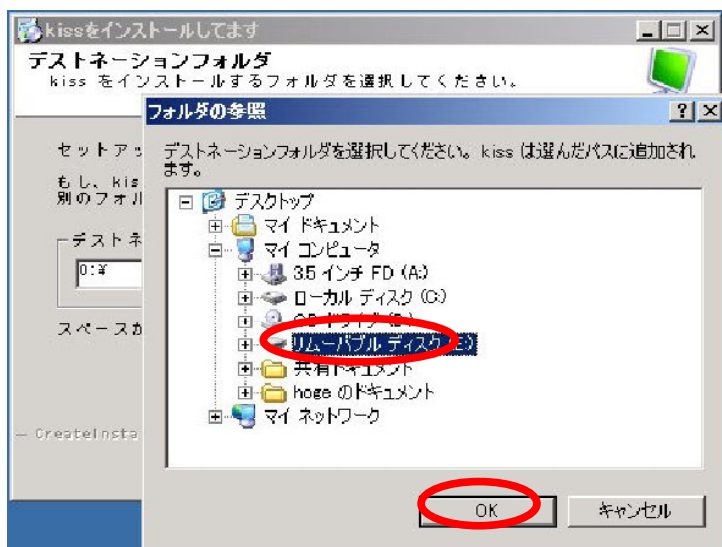 kissをインストールしてます
デストネーションフォルダ
kiss をインストールするフォルダを選択してください。
フォルダの参照
セットアッ
もし、kis
別のフォル
デストネ
O:¥
スペースが
CreateInsta
デストネーションフォルダを選択してください。 kiss は選んだパスに追加され
ます。
デスクトップ
マイ ドキュメント
マイ コンピュータ
3.5 インチ FD (A:)
ローカル ディスク (C:)
CD ドライブ (D:)
リムーバブル ディスク (E:)
共有ドキュメント
hoge のドキュメント
マイ ネットワーク
OK
キャンセル